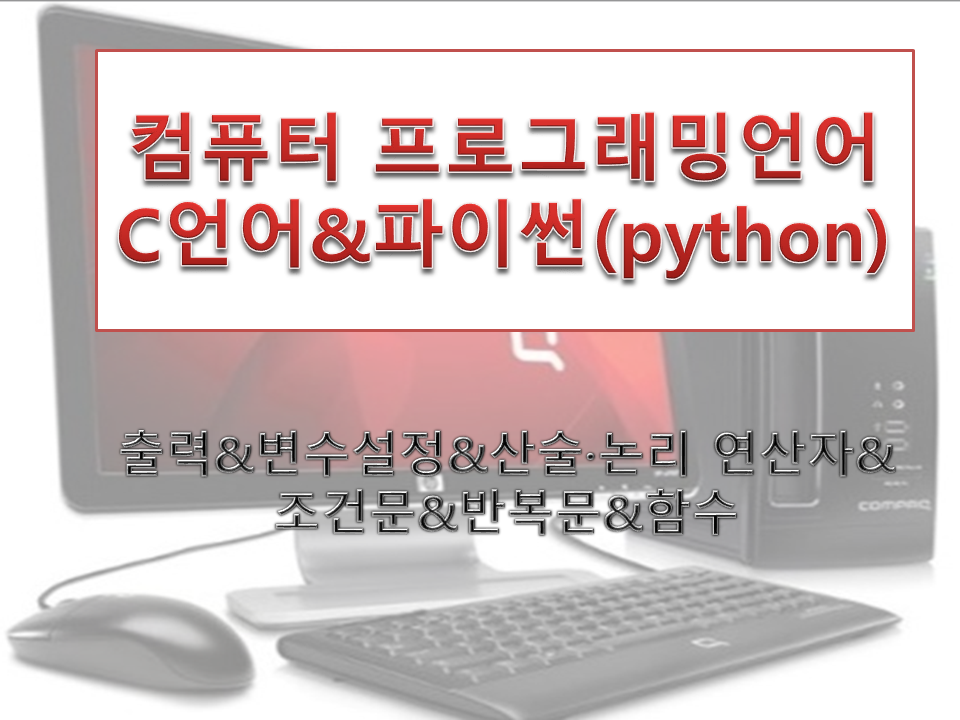 컴퓨터 프로그래밍언어
C언어&파이썬(python)
출력&변수설정&산술·논리 연산자&
조건문&반복문&함수
COMPAQ